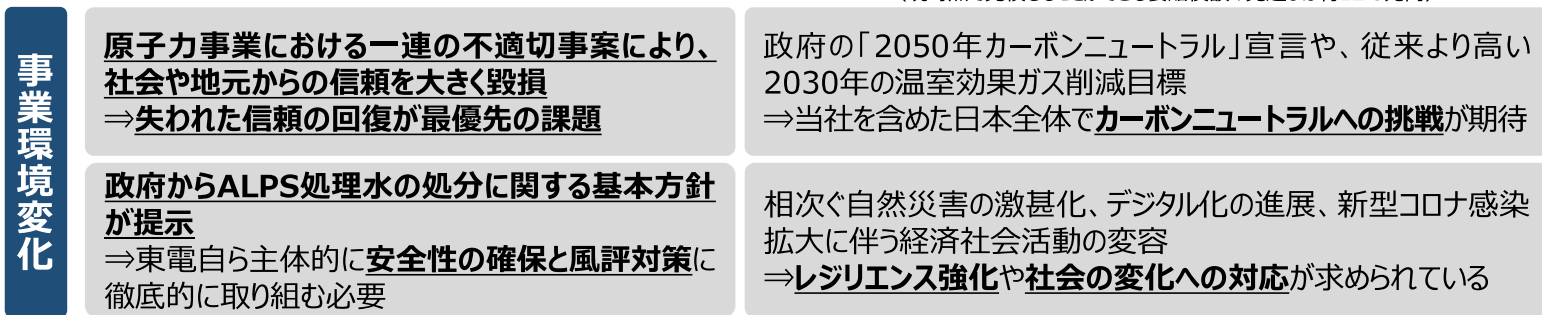 事業環境変化
原子力事業における一連の不適切事案により、
社会や地元からの信頼を大きく毀損
⇒失われた信頼の回復が最優先の課題
政府の「2050年カーボンニュートラル」宣言や、従来より高い
2030年の温室効果ガス削減目標
⇒当社を含めた日本全体でカーボンニュートラルへの挑戦が期待
政府からALPS処理水の処分に関する基本方針
が提示
⇒東電自ら主体的に安全性の確保と風評対策に
徹底的に取り組む必要
相次ぐ自然災害の激甚化、デジタル化の進展、新型コロナ感染
拡大に伴う経済社会活動の変容
⇒レジリエンス強化や社会の変化への対応が求められている